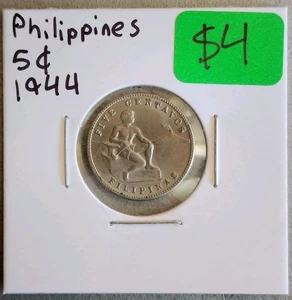 Philippines
5¢
1944
$4
FIVE CENTAVOS
FILIPINAS